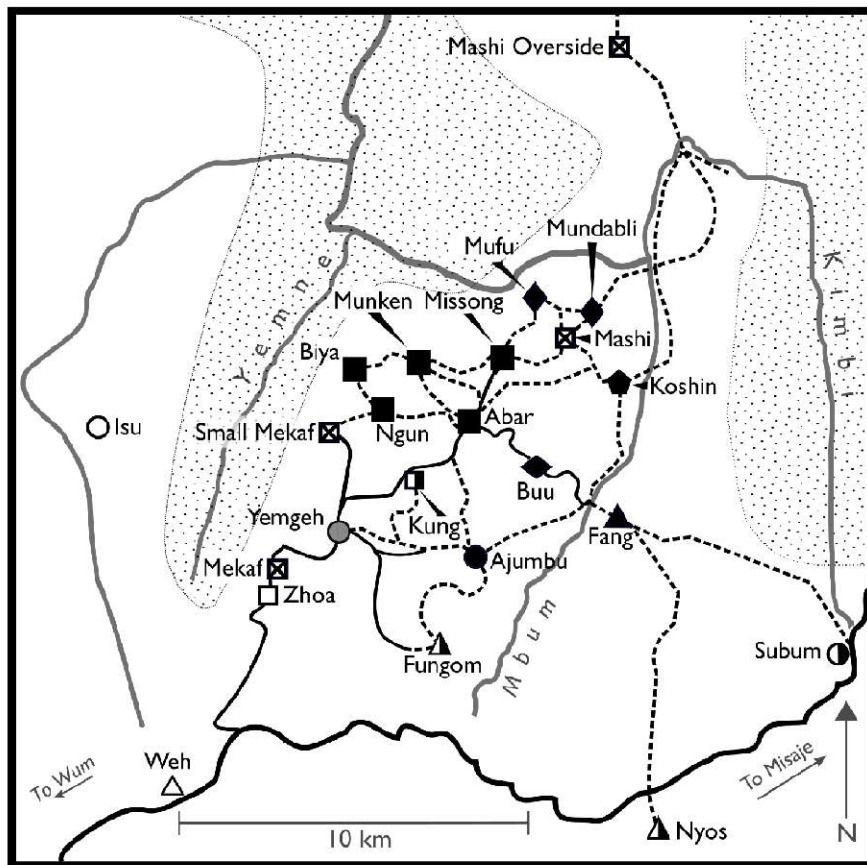 Mashi Overside
Mundabli
Mufu
Munken Missong
Biya
Mashi
Koshin
Yemne
Kimbi
Isu
Small Mekaf
Ngun
Abar
Buu
Yemgeh
Kung
Fang
Mekaf
Ajumbu
Zhoa
Mbum
Fungom
Subum
Weh
To Wum
To Misaje
10 km
Nyos
N